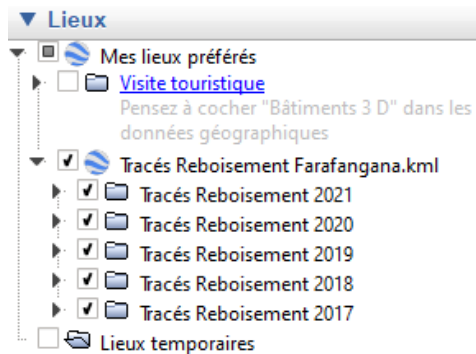 Lieux
Mes lieux préférés
Visite touristique
Pensez à cocher "Bâtiments 3 D" dans les
données géographiques
Tracés Reboisement Farafangana.kml
Tracés Reboisement 2021
Tracés Reboisement 2020
Tracés Reboisement 2019
Tracés Reboisement 2018
Tracés Reboisement 2017
Lieux temporaires